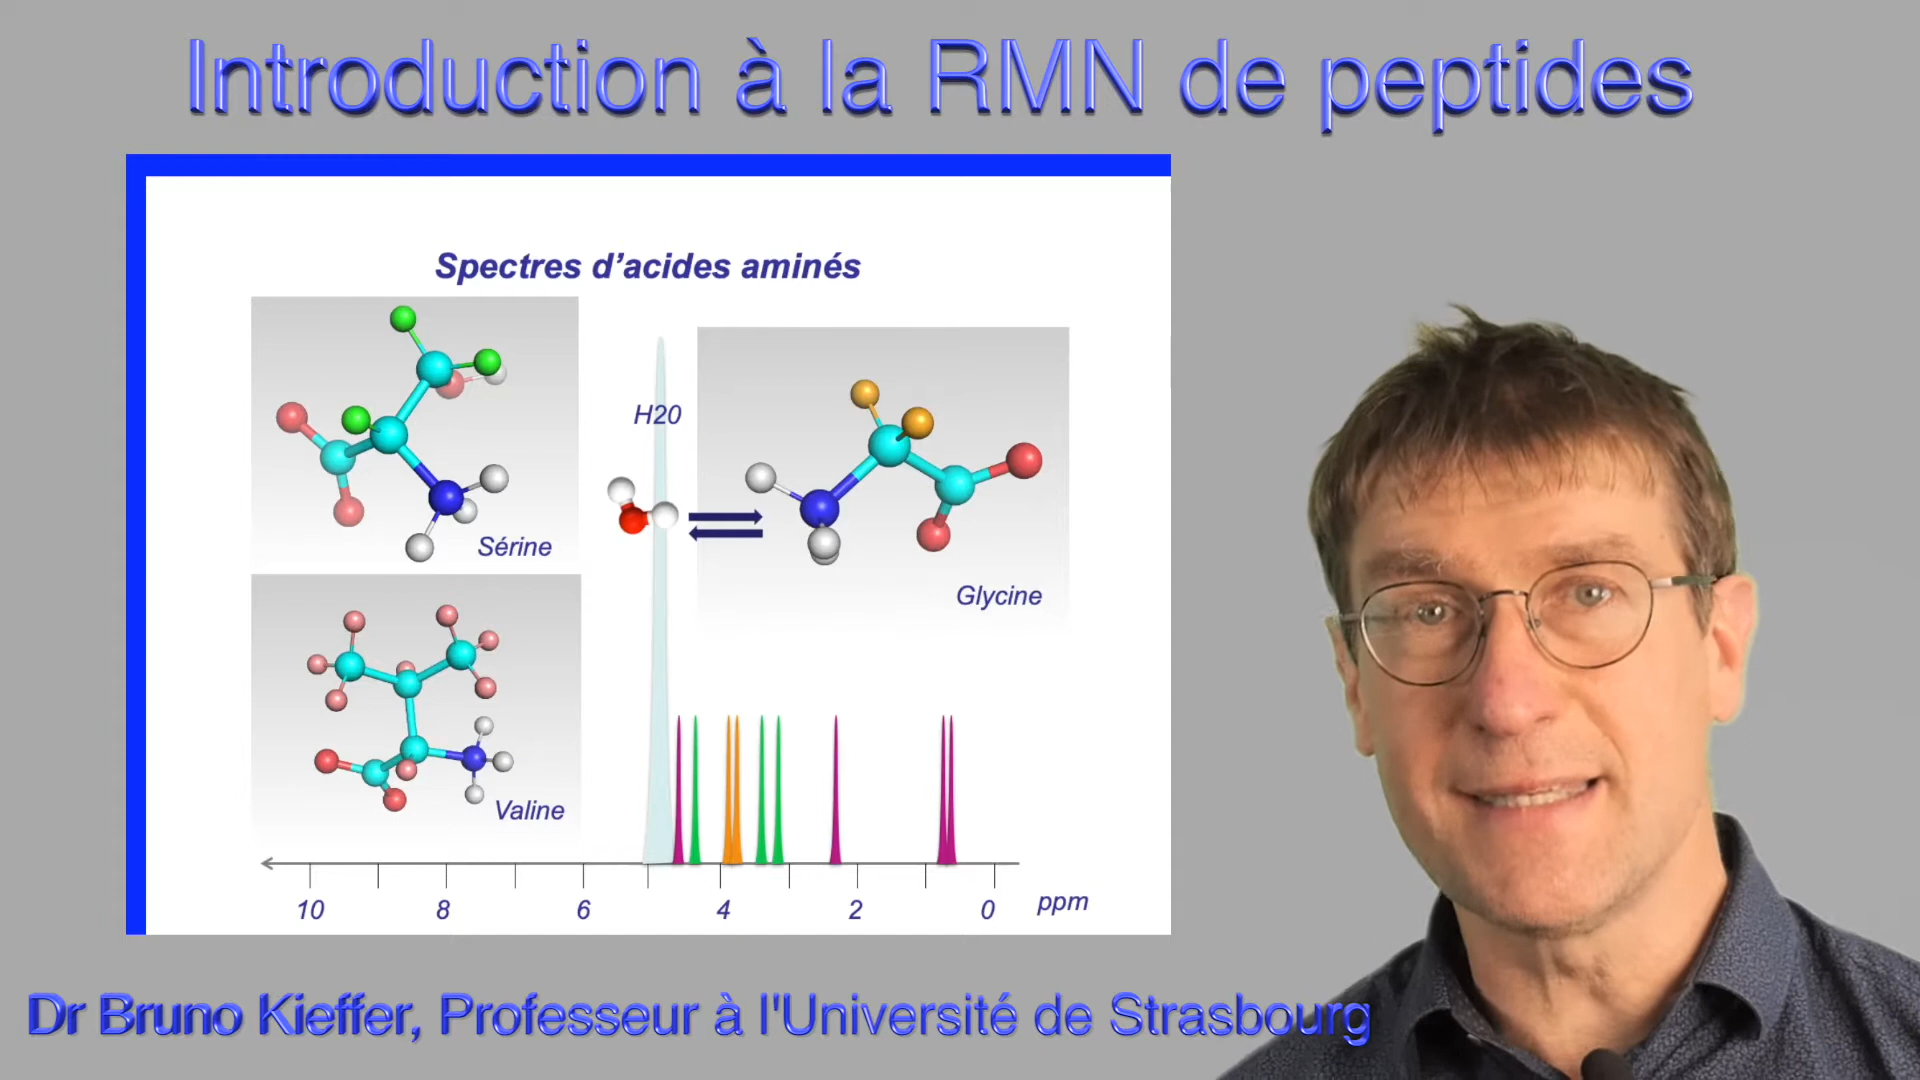 Introduction à la RMN de peptides
Spectres d'acides aminés
H20
Sérine
Glycine
Valine
10 8 6 4 2 0 ppm
Dr Bruno Kieffer, Professeur à l'Université de Strasbourg